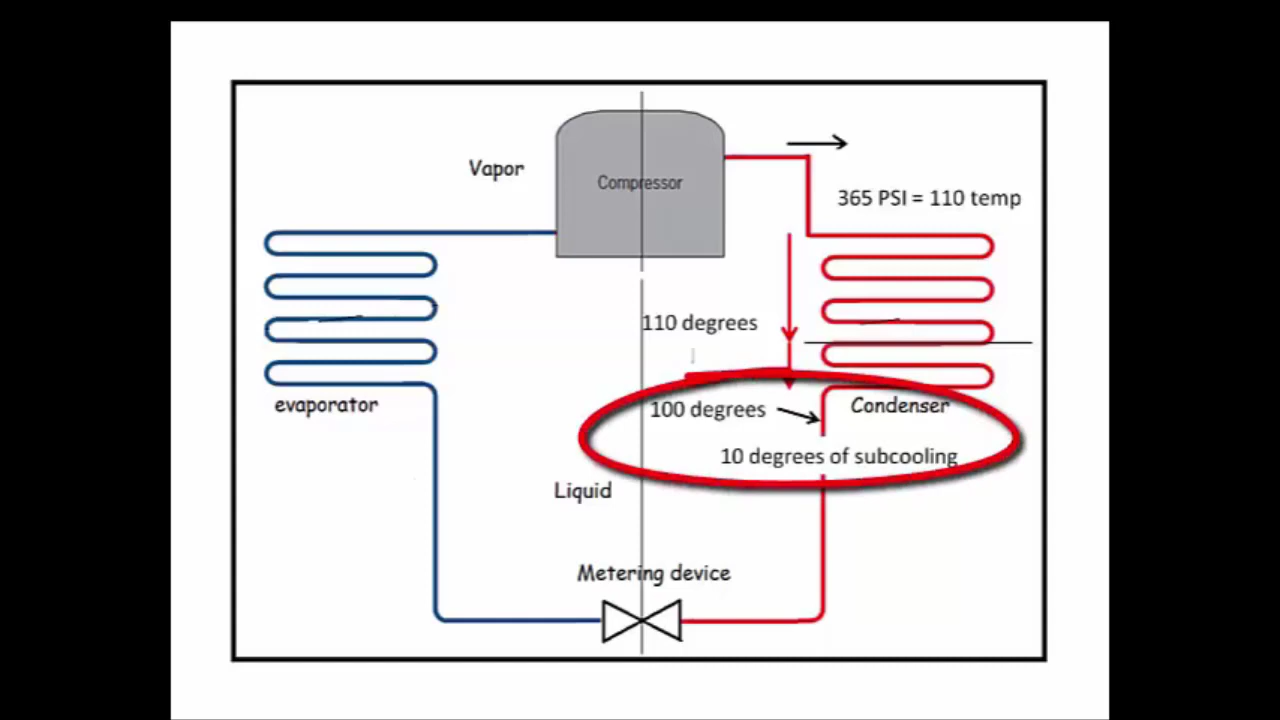 Vapor
Compressor
365 PSI = 110 temp
110 degrees
evaporator
100 degrees
Condenser
10 degrees of subcooling
Liquid
Metering device